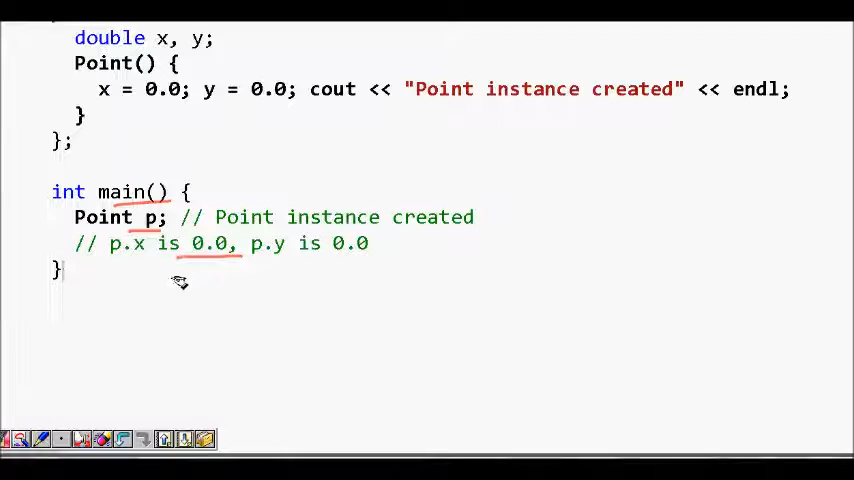 double x, y;
Point() {
x = 0.0; y = 0.0; cout << "Point instance created" << endl;
}
};
int main() {
Point p; // Point instance created
// p.x is 0.0, p.y is 0.0
}